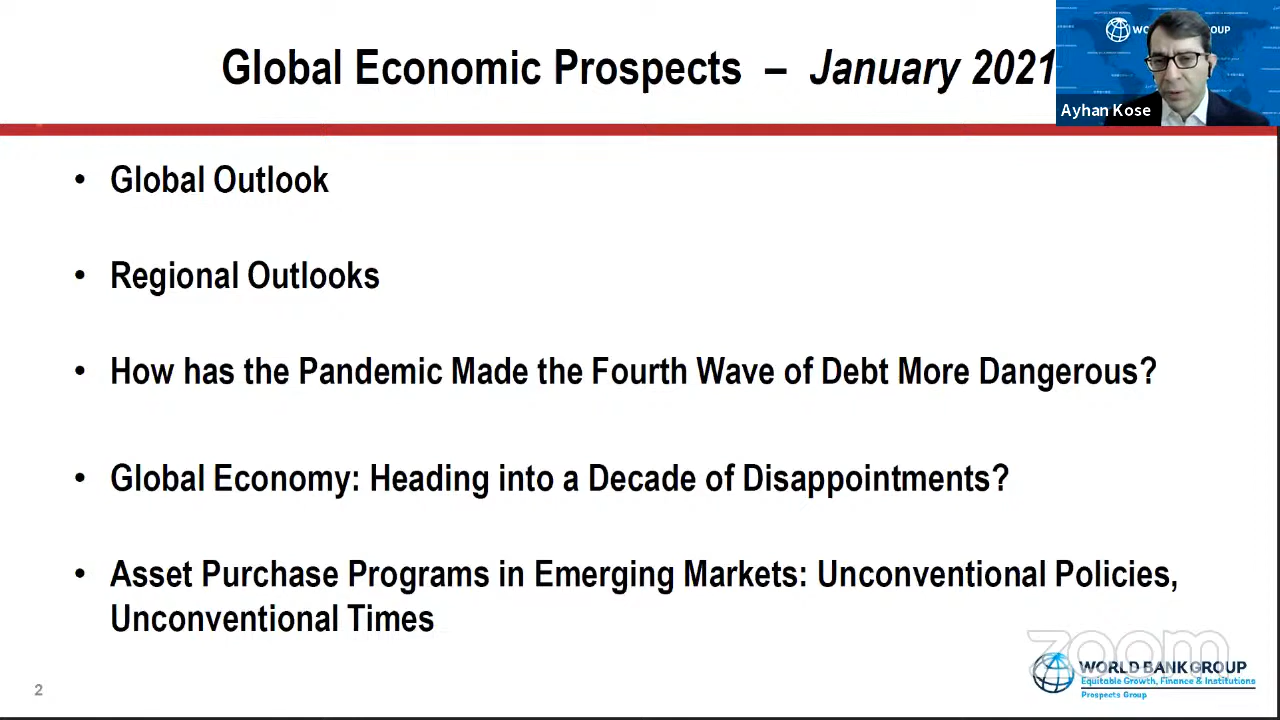 Global Economic Prospects – January 2021
Ayhan Kose
• Global Outlook
• Regional Outlooks
• How has the Pandemic Made the Fourth Wave of Debt More Dangerous?
• Global Economy: Heading into a Decade of Disappointments?
• Asset Purchase Programs in Emerging Markets: Unconventional Policies,
Unconventional Times
zoom
WORLD BANK GROUP
Equitable Growth, Finance & Institutions
Prospects Group
2